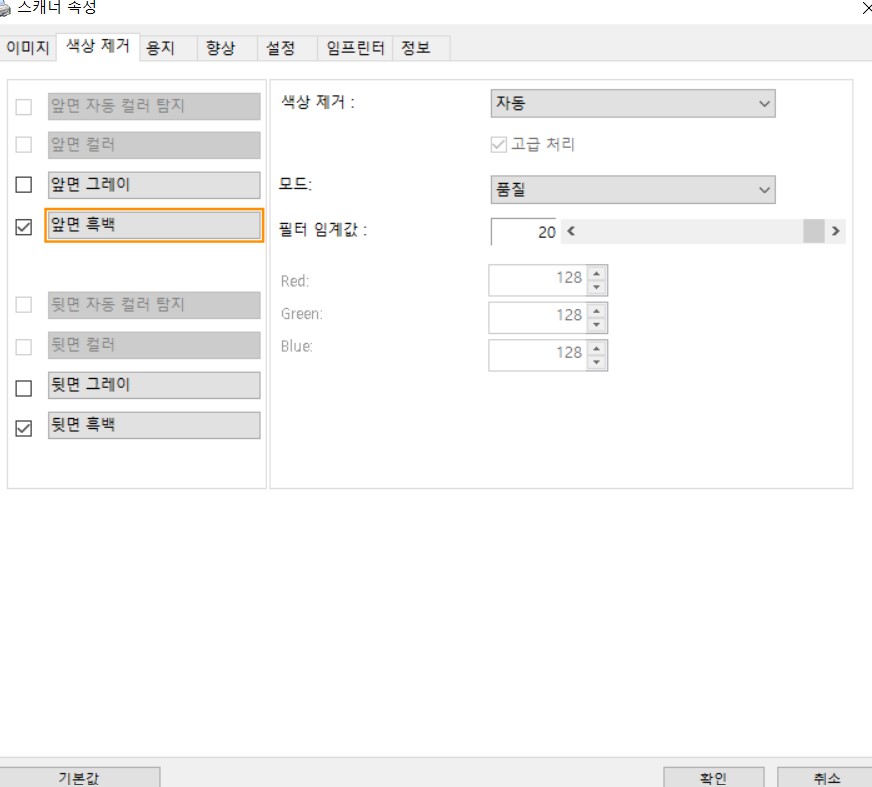 스캐너 속성
이미지 색상 제거 용지 향상 설정 임프린터 정보
앞면 자동 컬러 탐지
앞면 컬러
앞면 그레이
앞면 흑백
뒷면 자동 컬러 탐지
뒷면 컬러
뒷면 그레이
뒷면 흑백
색상 제거 : 자동
고급 처리
모드: 품질
필터 임계값 : 20
Red: 128
Green: 128
Blue: 128
기본값 확인 취소